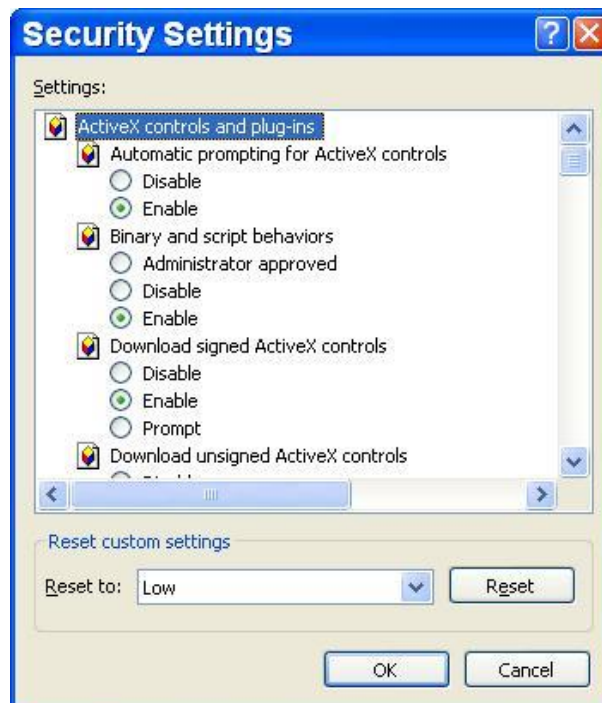 Security Settings
Settings:
ActiveX controls and plug-ins
Automatic prompting for ActiveX controls
Disable
Enable
Binary and script behaviors
Administrator approved
Disable
Enable
Download signed ActiveX controls
Disable
Enable
Prompt
Download unsigned ActiveX controls
Reset custom settings
Reset to: Low Reset
OK Cancel